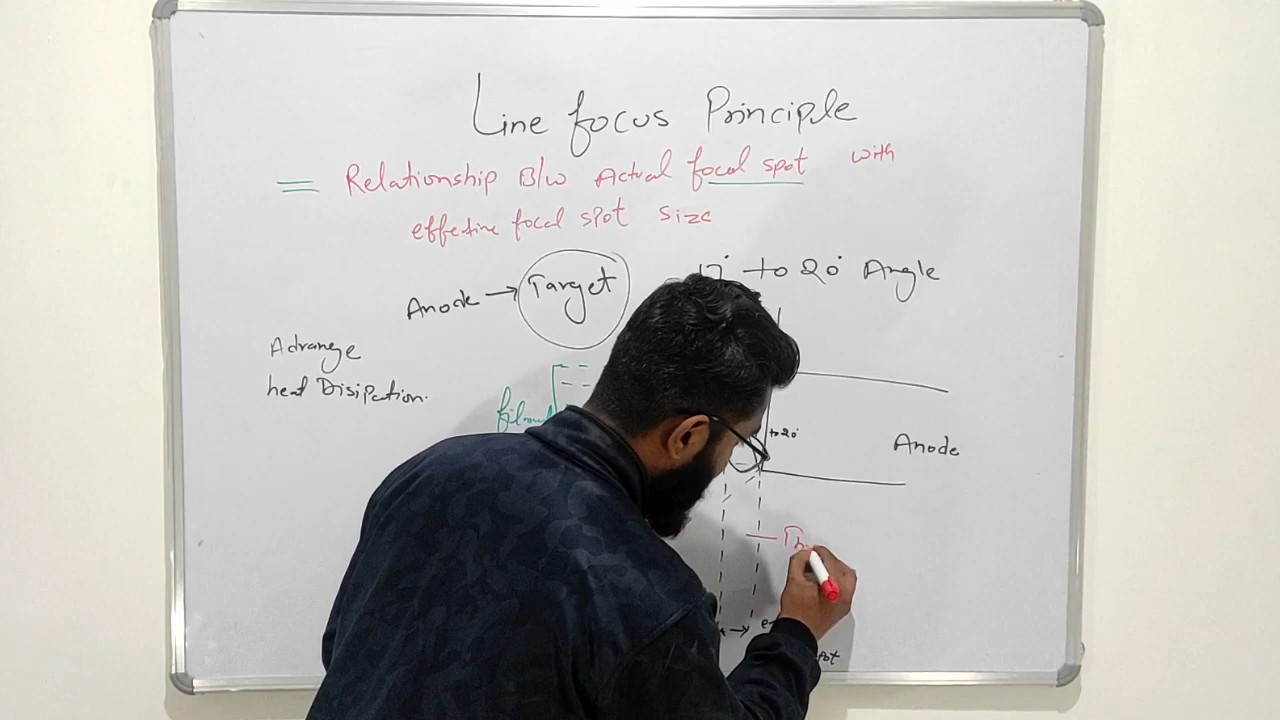 Line focus Principle
= Relationship B/w Actual focal spot with
effective focal spot size
Anode → Target
17° to 20° Angle
Advange
heat Disipation.
to 20°
Anode